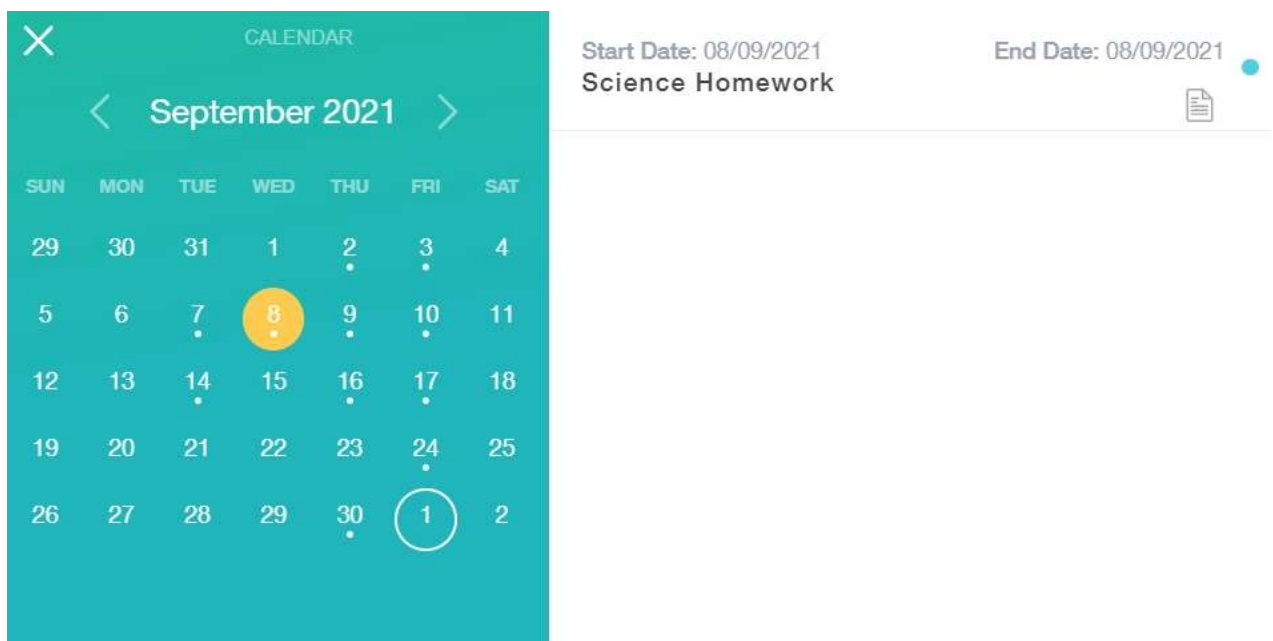 CALENDAR
September 2021
SUN MON TUE WED THU FRI SAT
29 30 31 1 2 3 4
5 6 7 8 9 10 11
12 13 14 15 16 17 18
19 20 21 22 23 24 25
26 27 28 29 30 1 2
Start Date: 08/09/2021 End Date: 08/09/2021
Science Homework